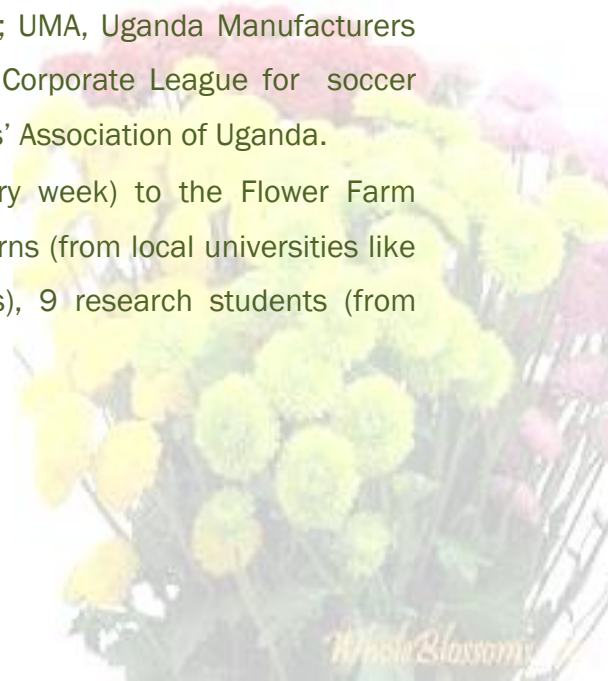 ; UMA, Uganda Manufacturers
Corporate League for soccer
s' Association of Uganda.
ry week) to the Flower Farm
rns (from local universities like
s), 9 research students (from
WholeBlossoms